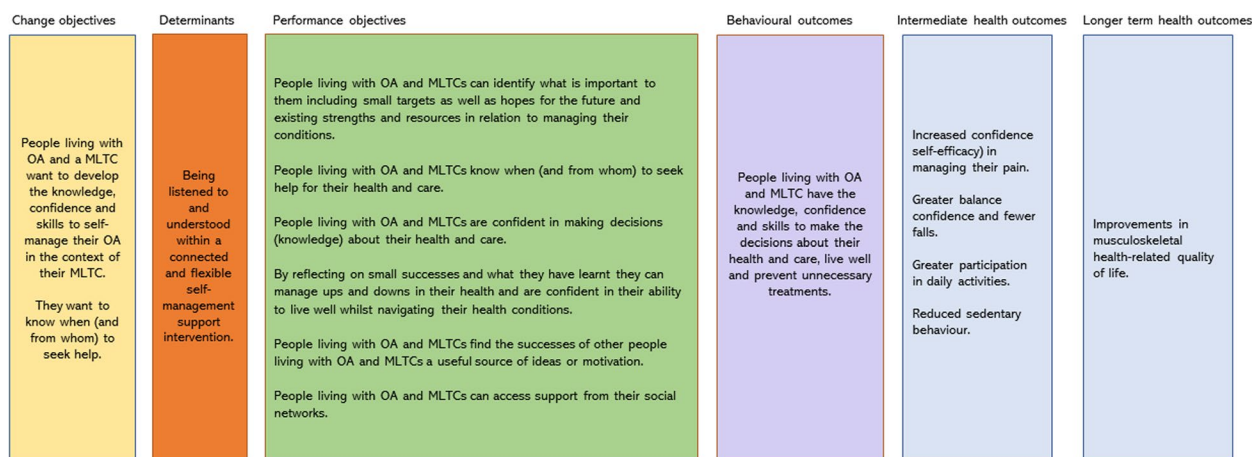 Change objectives
Determinants
Performance objectives
Behavioural outcomes
Intermediate health outcomes
Longer term health outcomes
People living with
OA and a MLTC
want to develop
the knowledge,
confidence and
skills to self-
manage their OA
in the context of
their MLTC.
They want to
know when (and
from whom) to
seek help.
Being
listened to
and
understood
within a
connected
and flexible
self-
management
support
intervention.
People living with OA and MLTCs can identify what is important to
them including small targets as well as hopes for the future and
existing strengths and resources in relation to managing their
conditions.
People living with OA and MLTCs know when (and from whom) to seek
help for their health and care.
People living with OA and MLTCs are confident in making decisions
(knowledge) about their health and care.
By reflecting on small successes and what they have learnt they can
manage ups and downs in their health and are confident in their ability
to live well whilst navigating their health conditions.
People living with OA and MLTCs find the successes of other people
living with OA and MLTCs a useful source of ideas or motivation.
People living with OA and MLTCs can access support from their social
networks.
People living with OA
and MLTC have the
knowledge, confidence
and skills to make the
decisions about their
health and care, live well
and prevent unnecessary
treatments.
Increased confidence
self-efficacy) in
managing their pain.
Greater balance
confidence and fewer
falls.
Greater participation
in daily activities.
Reduced sedentary
behaviour.
Improvements in
musculoskeletal
health-related quality
of life.